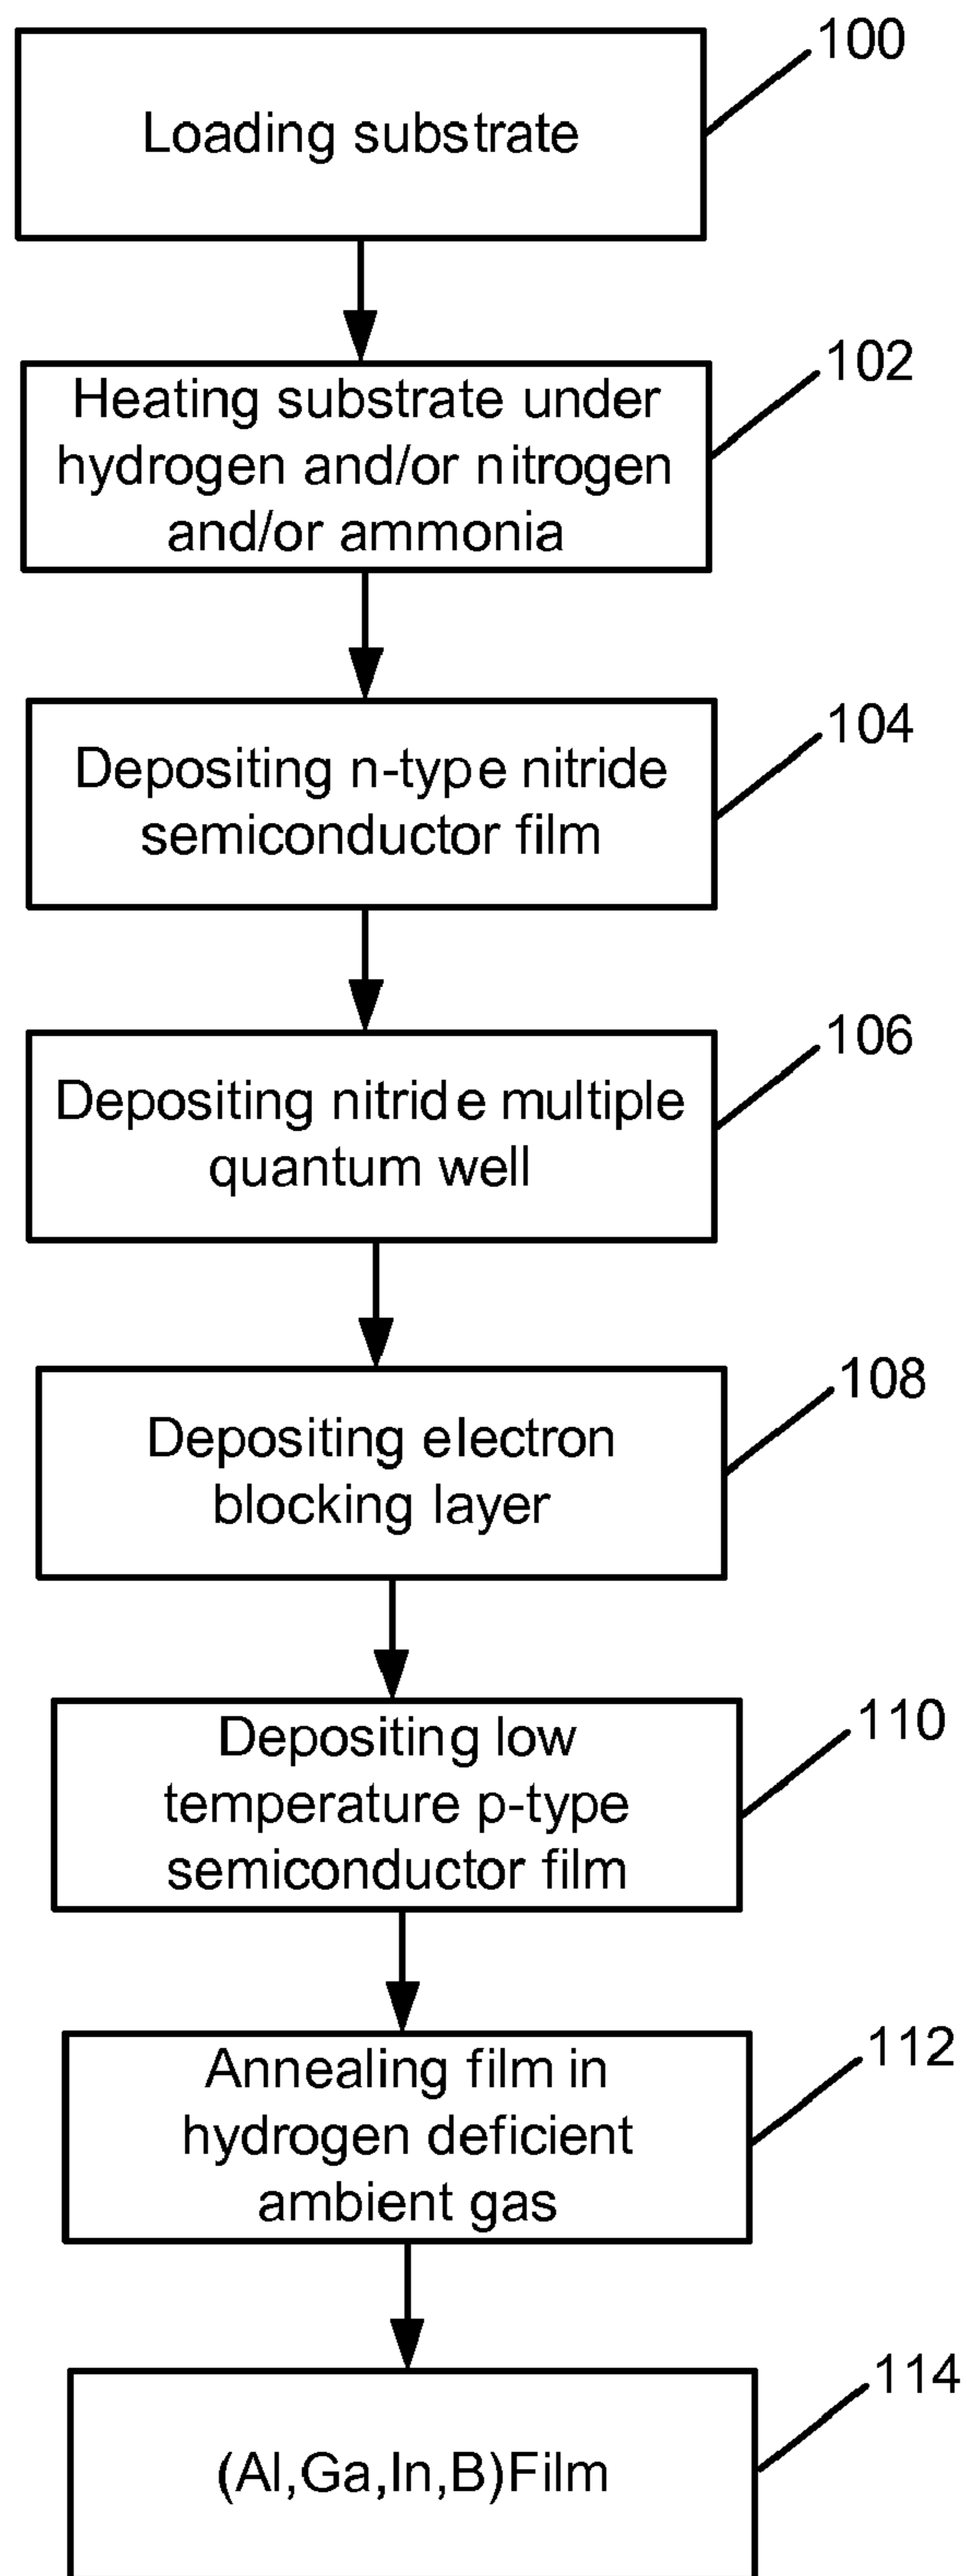 100
Loading substrate
102
Heating substrate under
hydrogen and/or nitrogen
and/or ammonia
104
Depositing n-type nitride
semiconductor film
106
Depositing nitride multiple
quantum well
108
Depositing electron
blocking layer
110
Depositing low
temperature p-type
semiconductor film
112
Annealing film in
hydrogen deficient
ambient gas
114
(Al,Ga,In,B)Film